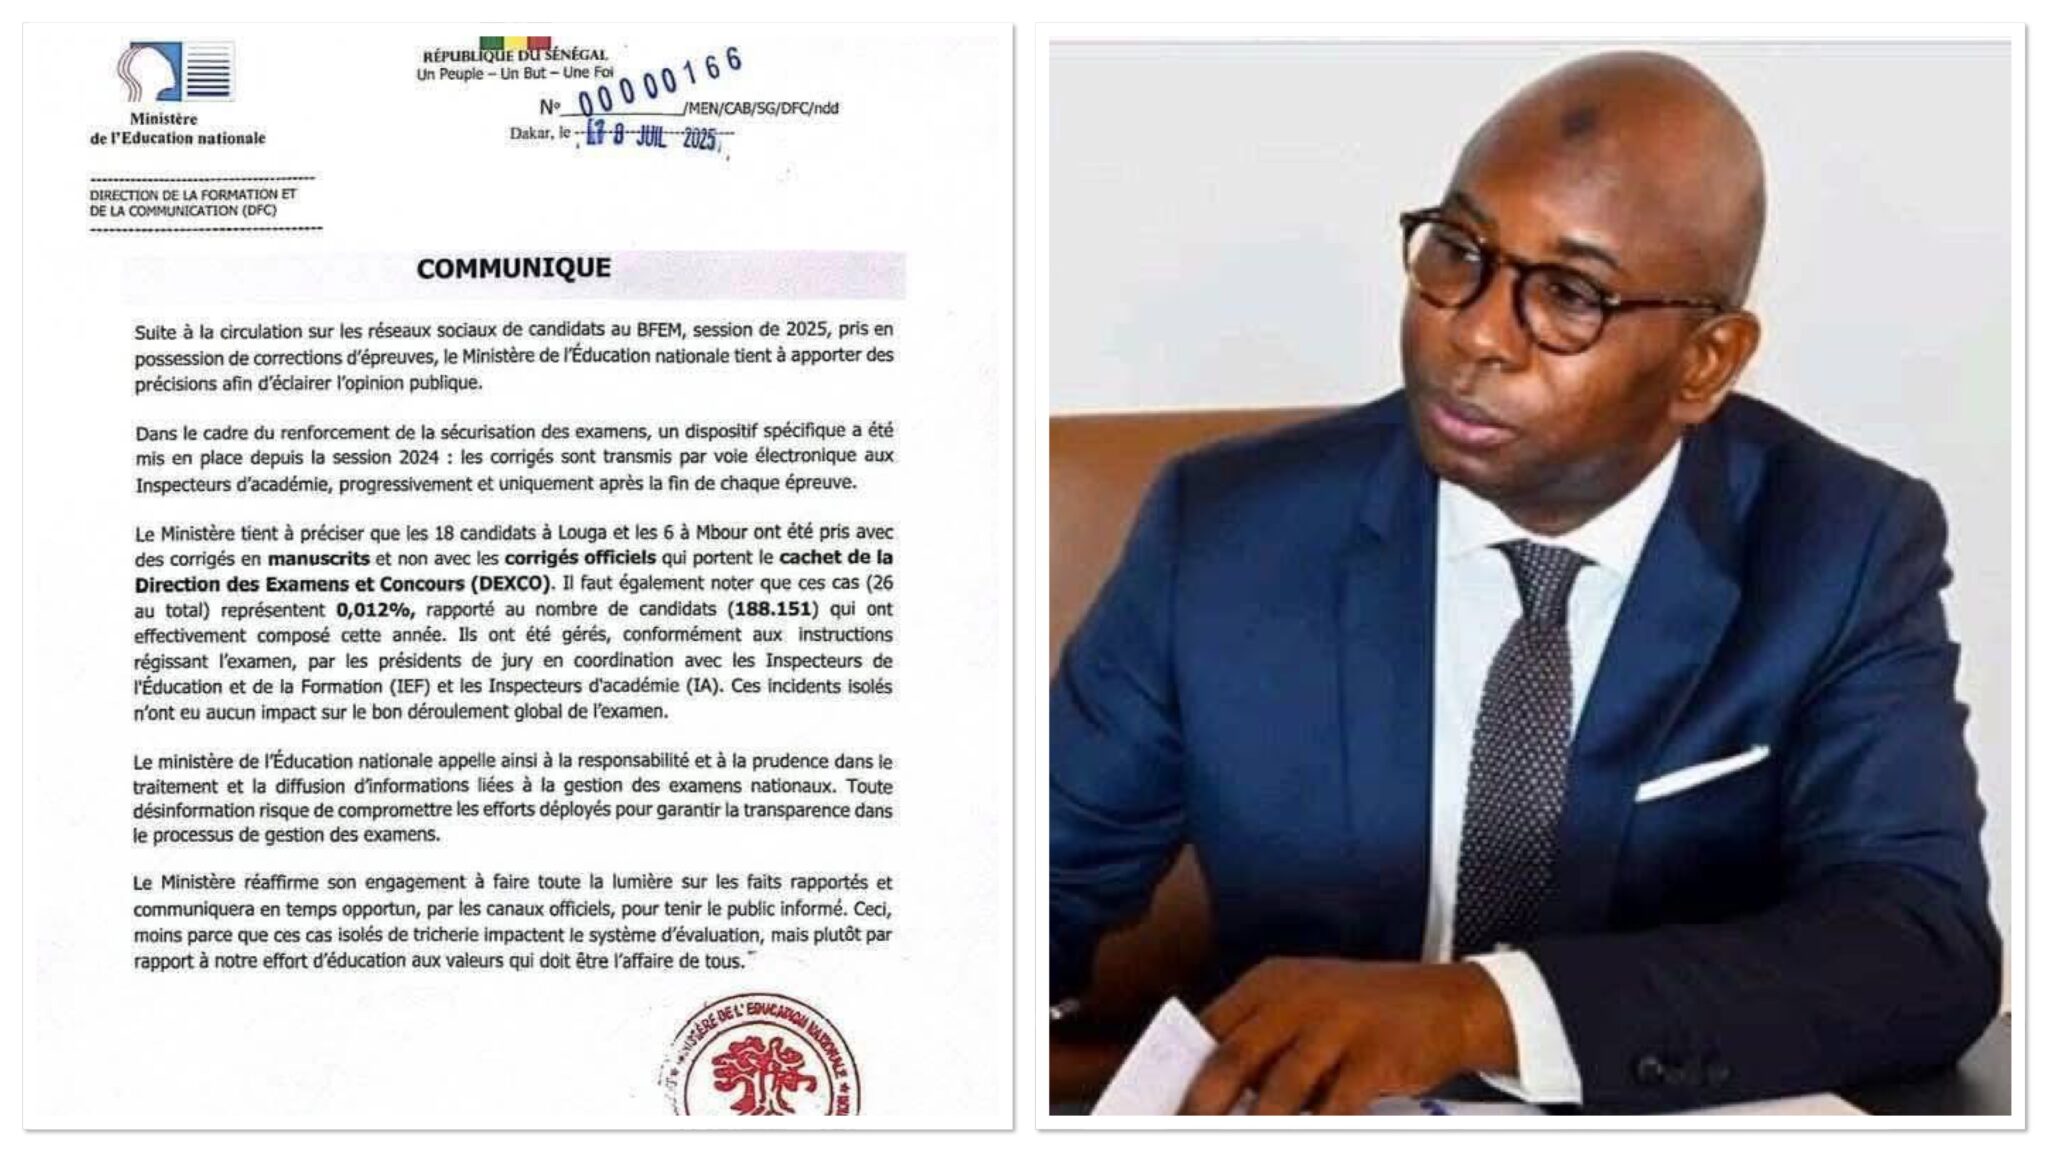 Ministère
de l'Education nationale
RÉPUBLIQUE DU SÉNÉGAL
Un Peuple – Un But – Une Foi
N° 00000166 /MEN/CAB/SG/DFC/ndd
Dakar, le 8 JUIL 2025
DIRECTION DE LA FORMATION ET
DE LA COMMUNICATION (DFC)
COMMUNIQUE
Suite à la circulation sur les réseaux sociaux de candidats au BFEM, session de 2025, pris en
possession de corrections d'épreuves, le Ministère de l'Éducation nationale tient à apporter des
précisions afin d'éclairer l'opinion publique.
Dans le cadre du renforcement de la sécurisation des examens, un dispositif spécifique a été
mis en place depuis la session 2024 : les corrigés sont transmis par voie électronique aux
Inspecteurs d'académie, progressivement et uniquement après la fin de chaque épreuve.
Le Ministère tient à préciser que les 18 candidats à Louga et les 6 à Mbour ont été pris avec
des corrigés en manuscrits et non avec les corrigés officiels qui portent le cachet de la
Direction des Examens et Concours (DEXCO). Il faut également noter que ces cas (26
au total) représentent 0,012%, rapporté au nombre de candidats (188.151) qui ont
effectivement composé cette année. Ils ont été gérés, conformément aux instructions
régissant l'examen, par les présidents de jury en coordination avec les Inspecteurs de
l'Éducation et de la Formation (IEF) et les Inspecteurs d'académie (IA). Ces incidents isolés
n'ont eu aucun impact sur le bon déroulement global de l'examen.
Le ministère de l'Éducation nationale appelle ainsi à la responsabilité et à la prudence dans le
traitement et la diffusion d'informations liées à la gestion des examens nationaux. Toute
désinformation risque de compromettre les efforts déployés pour garantir la transparence dans
le processus de gestion des examens.
Le Ministère réaffirme son engagement à faire toute la lumière sur les faits rapportés et
communiquera en temps opportun, par les canaux officiels, pour tenir le public informé. Ceci,
moins parce que ces cas isolés de tricherie impactent le système d'évaluation, mais plutôt par
rapport à notre effort d'éducation aux valeurs qui doit être l'affaire de tous.
DE L'EDUCATION NATIONALE